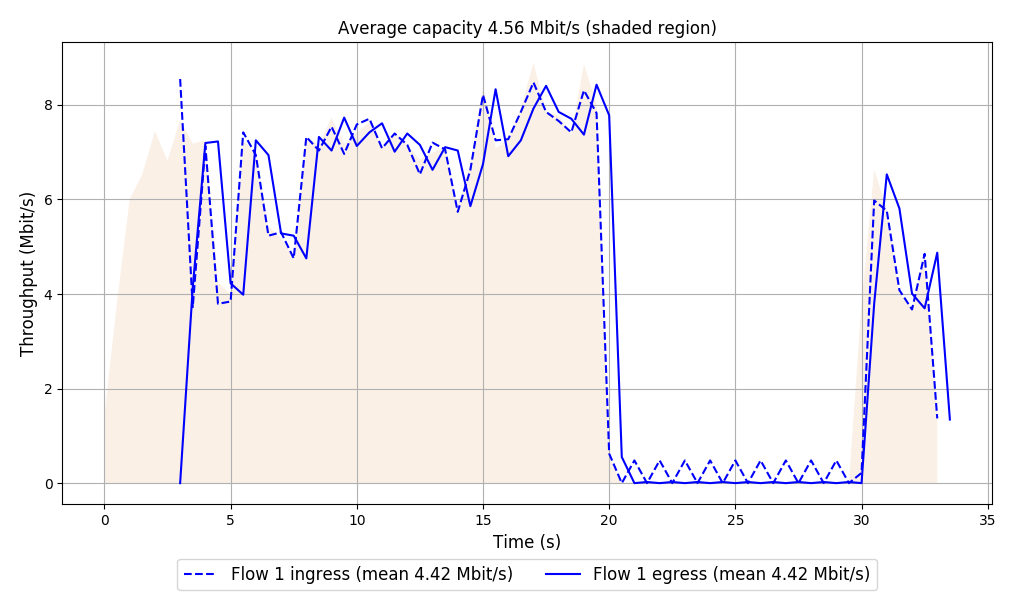 Average capacity 4.56 Mbit/s (shaded region)
Throughput (Mbit/s)
8
6
4
2
0
0 5 10 15 20 25 30 35
Time (s)
Flow 1 ingress (mean 4.42 Mbit/s) Flow 1 egress (mean 4.42 Mbit/s)